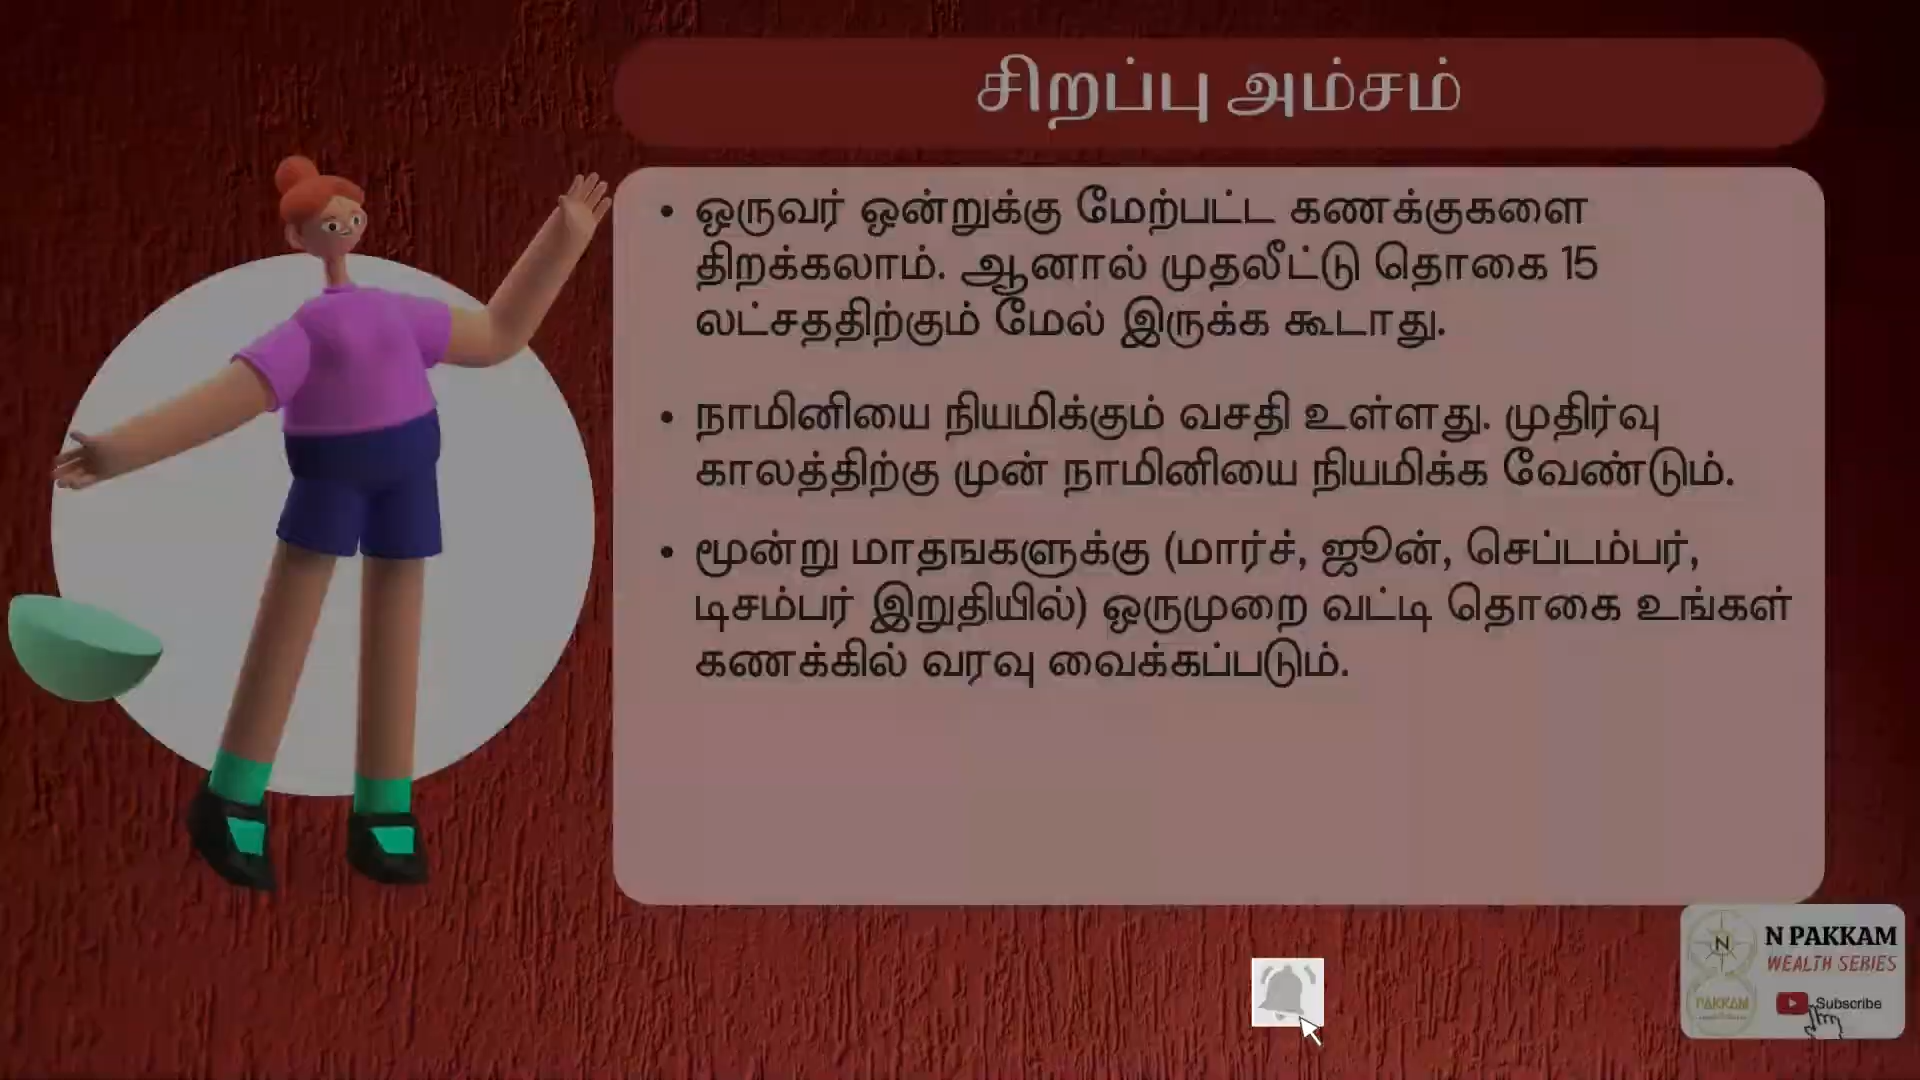 சிறப்பு அம்சம்
• ஒருவர் ஒன்றுக்கு மேற்பட்ட கணக்குகளை
திறக்கலாம். ஆனால் முதலீட்டு தொகை 15
லட்சததிற்கும் மேல் இருக்க கூடாது.
• நாமினியை நியமிக்கும் வசதி உள்ளது. முதிர்வு
காலத்திற்கு முன் நாமினியை நியமிக்க வேண்டும்.
• மூன்று மாதஙகளுக்கு (மார்ச், ஜூன், செப்டம்பர்,
டிசம்பர் இறுதியில்) ஒருமுறை வட்டி தொகை உங்கள்
கணக்கில் வரவு வைக்கப்படும்.
N PAKKAM
WEALTH SERIES
N
PAKKAM
Subscribe